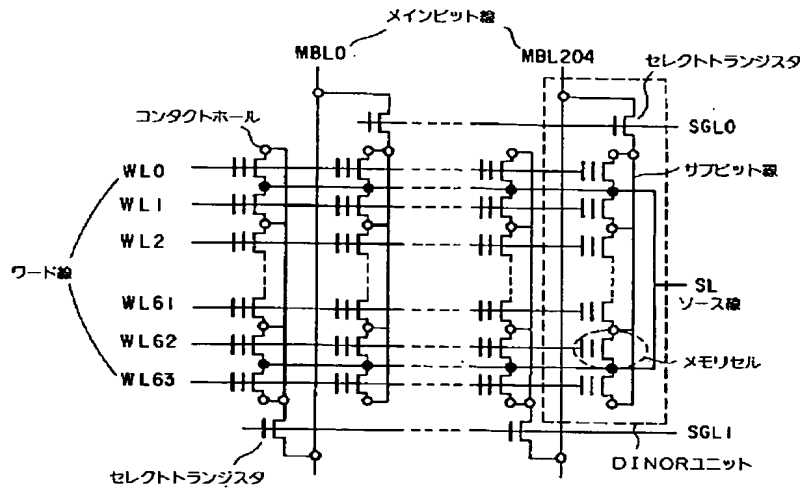 メインビット線
MBL0
MBL204
セレクトトランジスタ
コンタクトホール
SGL0
サブビット線
WL0
WL1
WL2
ワード線
SL
ソース線
WL61
WL62
WL63
メモリセル
SGL1
セレクトトランジスタ
DINORユニット